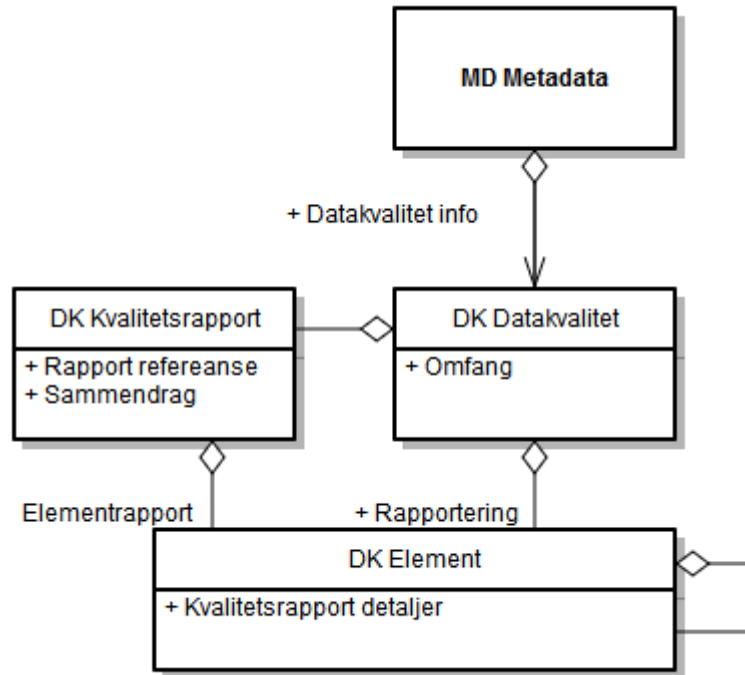 MD Metadata
+ Datakvalitet info
DK Kvalitetsrapport
+ Rapport refereanse
+ Sammendrag
DK Datakvalitet
+ Omfang
Elementrapport
+ Rapportering
DK Element
+ Kvalitetsrapport detaljer